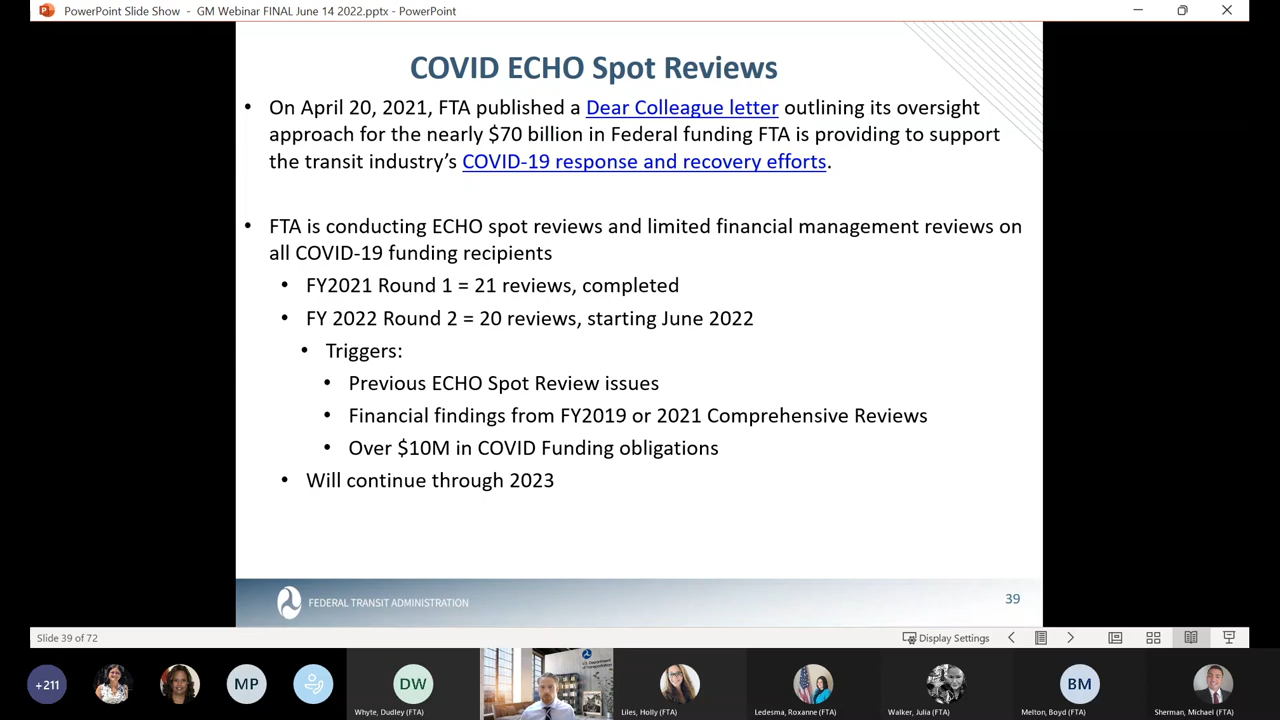 PowerPoint Slide Show - GM Webinar FINAL June 14 2022.pptx - PowerPoint
COVID ECHO Spot Reviews
• On April 20, 2021, FTA published a Dear Colleague letter outlining its oversight
approach for the nearly $70 billion in Federal funding FTA is providing to support
the transit industry’s COVID-19 response and recovery efforts.
• FTA is conducting ECHO spot reviews and limited financial management reviews on
all COVID-19 funding recipients
• FY2021 Round 1 = 21 reviews, completed
• FY 2022 Round 2 = 20 reviews, starting June 2022
• Triggers:
• Previous ECHO Spot Review issues
• Financial findings from FY2019 or 2021 Comprehensive Reviews
• Over $10M in COVID Funding obligations
• Will continue through 2023
FEDERAL TRANSIT ADMINISTRATION
39
Slide 39 of 72
Display Settings
+211
MP
DW
U.S. Department
of Transportation
BM
Whyte, Dudley (FTA)
Liles, Holly (FTA)
Ledesma, Roxanne (FTA)
Walker, Julia (FTA)
Melton, Boyd (FTA)
Sherman, Michael (FTA)